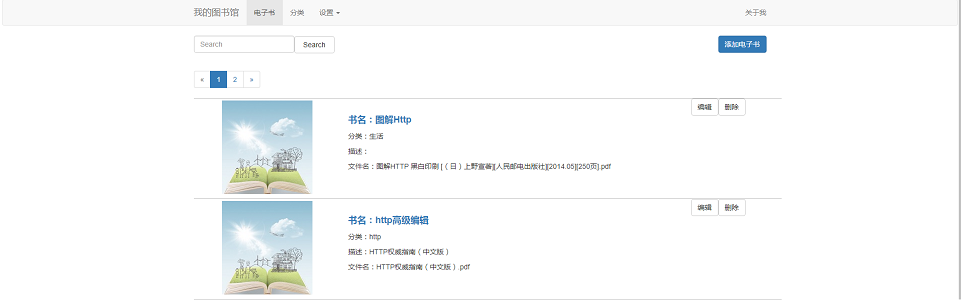 我的图书馆 电子书 分类 设置 关于我
Search Search 添加电子书
« 1 2 »
编辑 删除
书名：图解Http
分类：生活
描述：
文件名：图解HTTP 黑白印刷 [（日）上野宣著][人民邮电出版社][2014.05][250页].pdf
编辑 删除
书名：http高级编辑
分类：http
描述：HTTP权威指南（中文版）
文件名：HTTP权威指南（中文版）.pdf